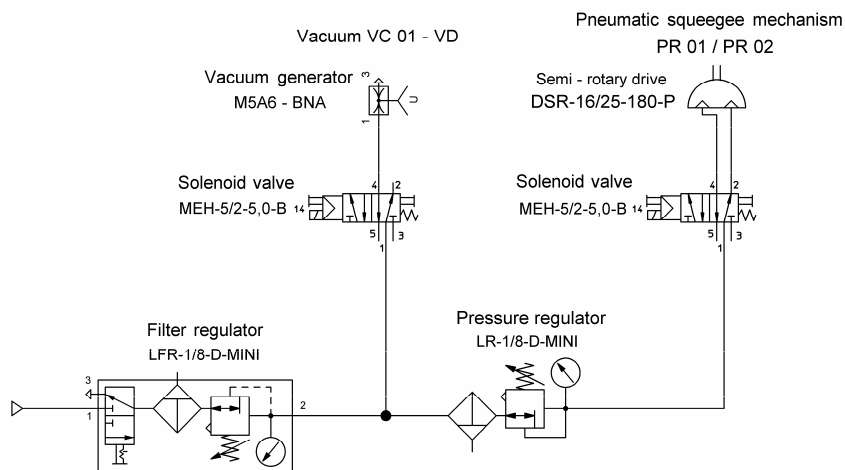 Vacuum VC 01 - VD
Pneumatic squeegee mechanism
PR 01 / PR 02
Vacuum generator
M5A6 - BNA
3
U
1
Semi - rotary drive
DSR-16/25-180-P
Solenoid valve
MEH-5/2-5,0-B
14
4
2
5
3
1
Solenoid valve
MEH-5/2-5,0-B
14
4
2
5
3
1
Filter regulator
LFR-1/8-D-MINI
3
1
2
Pressure regulator
LR-1/8-D-MINI